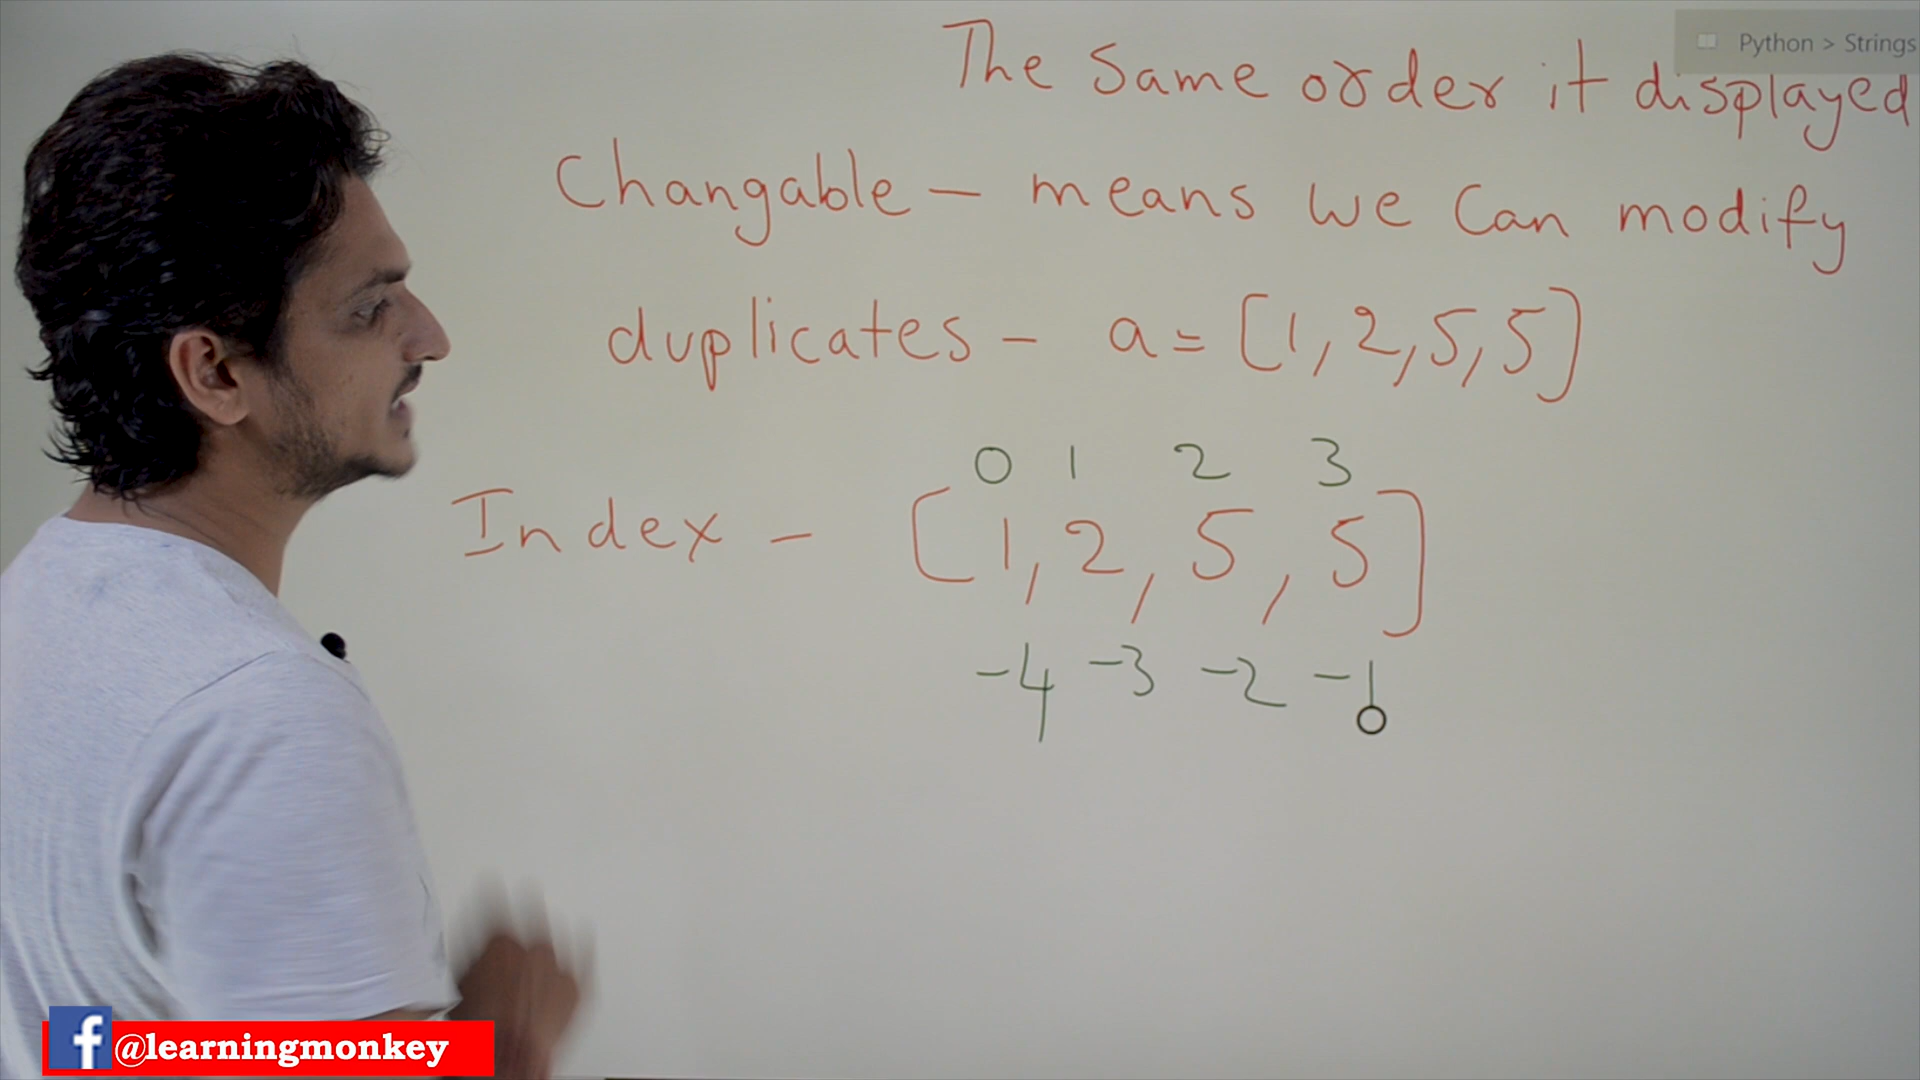 Python > Strings
The Same order it displayed
Changable - means we Can modify
duplicates - a = [1, 2, 5, 5]
0 1 2 3
Index - [1, 2, 5, 5]
-4 -3 -2 -1
f @learningmonkey